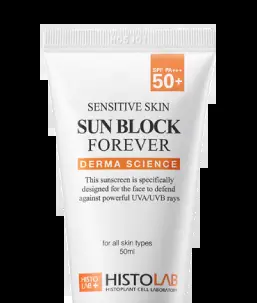 SPF PA+++
50+
SENSITIVE SKIN
SUN BLOCK
FOREVER
DERMA SCIENCE
This sunscreen is specifically
designed for the face to defend
against powerful UVA/UVB rays
for all skin types
50ml
HISTO
LAB+
HISTOLAB
HISTOPLANT CELL LABORATORY